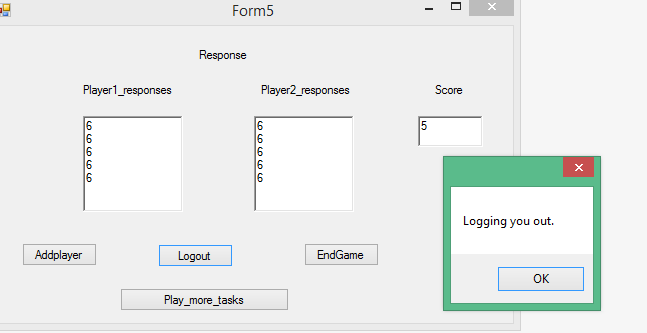 Form5
Response
Player1_responses Player2_responses Score
6 6 5
6 6
6 6
6 6
6 6
Logging you out.
OK
Addplayer Logout EndGame
Play_more_tasks